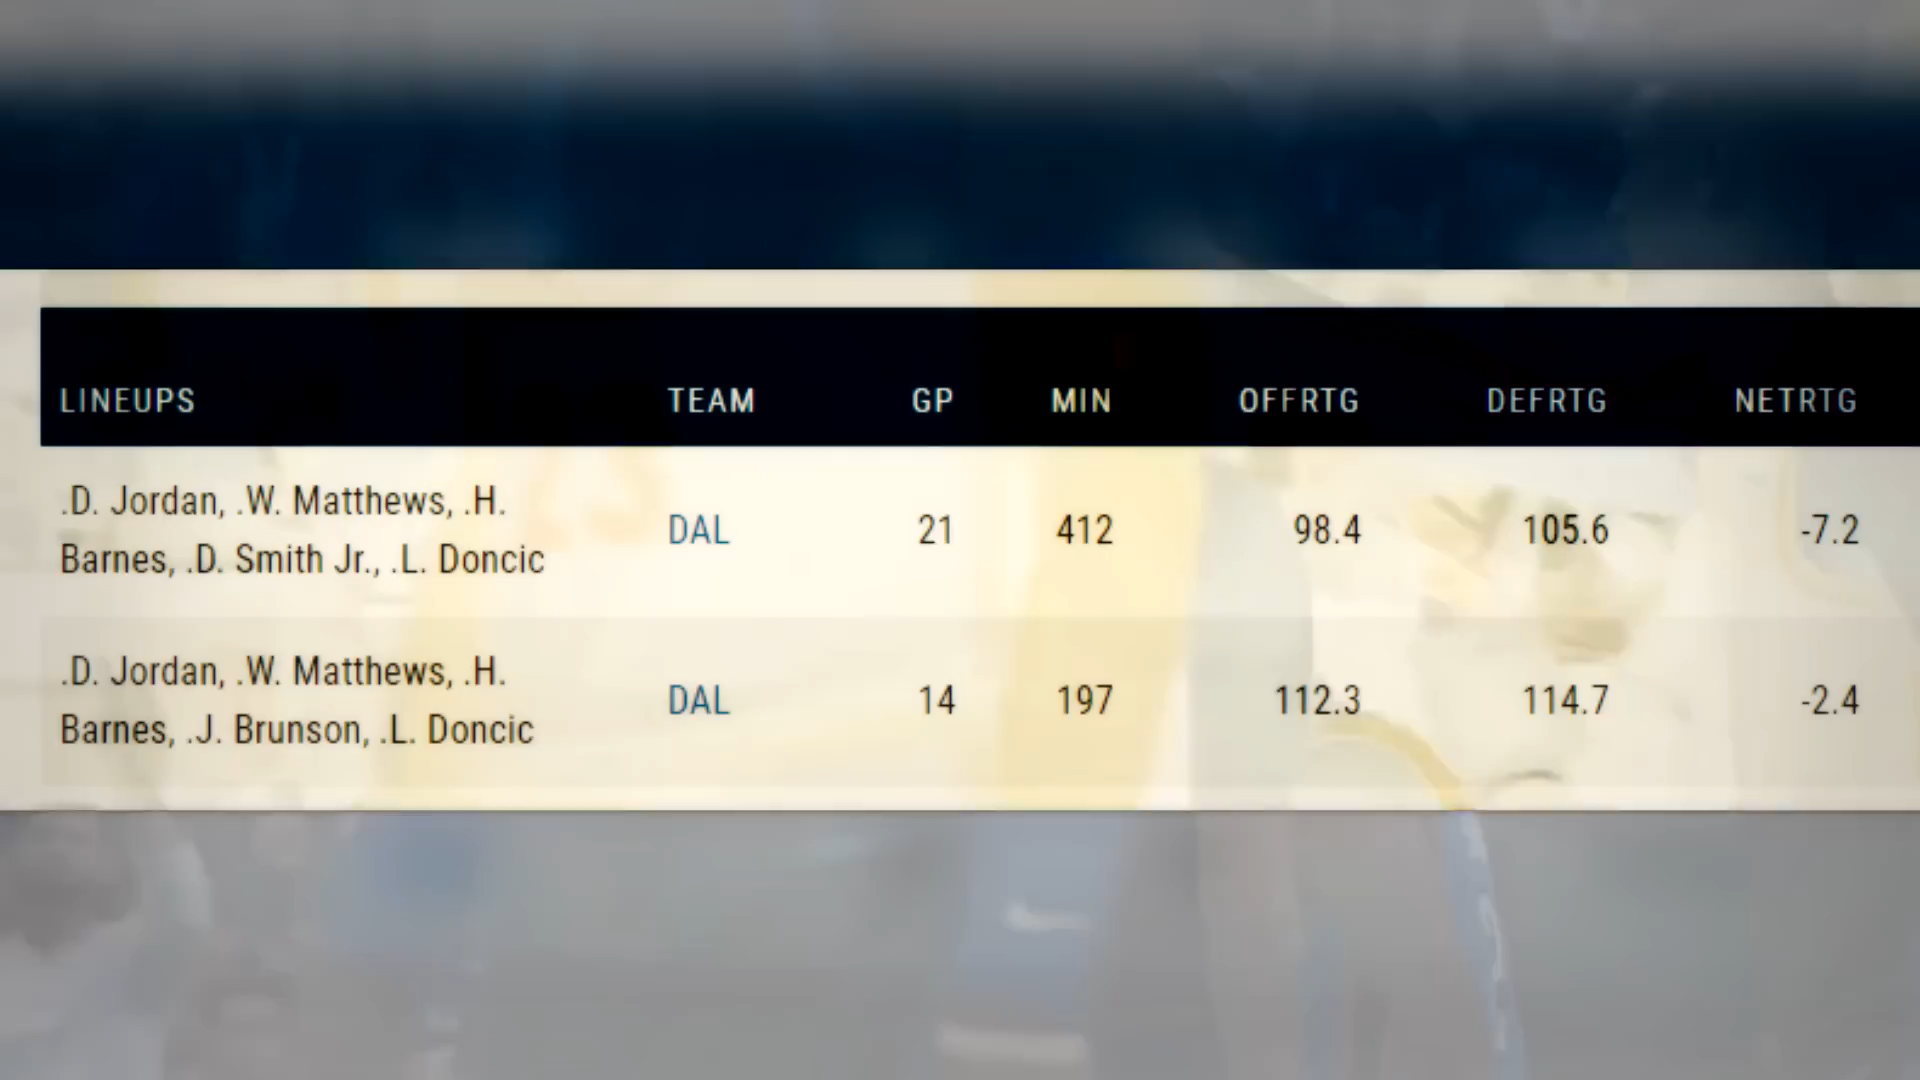 LINEUPS TEAM GP MIN OFFRTG DEFRTG NETRTG
.D. Jordan, .W. Matthews, .H.
Barnes, .D. Smith Jr., .L. Doncic DAL 21 412 98.4 105.6 -7.2
.D. Jordan, .W. Matthews, .H.
Barnes, .J. Brunson, .L. Doncic DAL 14 197 112.3 114.7 -2.4